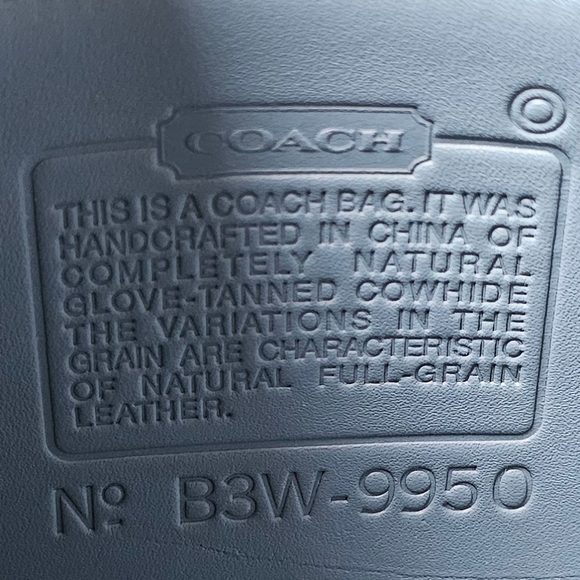 ©
COACH
THIS IS A COACH BAG. IT WAS
HANDCRAFTED IN CHINA OF
COMPLETELY NATURAL
GLOVE-TANNED COWHIDE
THE VARIATIONS IN THE
GRAIN ARE CHARACTERISTIC
OF NATURAL FULL-GRAIN
LEATHER.
Nº B3W-9950